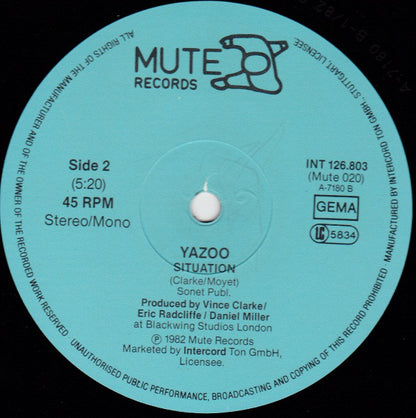 MUTE
RECORDS
Side 2
(5:20)
45 RPM
Stereo/Mono
INT 126.803
(Mute 020)
A-7180 B
GEMA
LC 5834
YAZOO
SITUATION
(Clarke/Moyet)
Sonet Publ.
Produced by Vince Clarke/
Eric Radcliffe / Daniel Miller
at Blackwing Studios London
℗ 1982 Mute Records
Marketed by Intercord Ton GmbH,
Licensee.
ALL RIGHTS OF THE MANUFACTURER AND OF THE OWNER OF THE RECORDED WORK RESERVED
UNAUTHORISED PUBLIC PERFORMANCE, BROADCASTING AND COPYING OF THIS RECORD PROHIBITED
MANUFACTURED BY INTERCORD TON GMBH · STUTTGART, LICENSEE